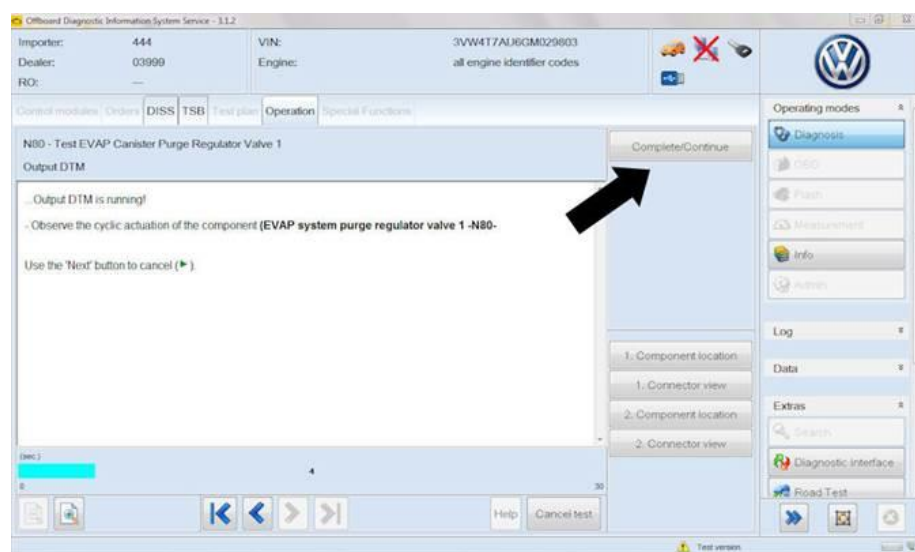 Offboard Diagnostic Information System Service - 3.1.2
Importer: 444 VIN: 3VW4T7AU6GM029803
Dealer: 03999 Engine: all engine identifier codes
RO: ---
Control modules Orders DISS TSB Test plan Operation Special Functions
N80 - Test EVAP Canister Purge Regulator Valve 1
Output DTM
...Output DTM is running!
- Observe the cyclic actuation of the component (EVAP system purge regulator valve 1 -N80-
Use the 'Next' button to cancel (▶).
Complete/Continue
1. Component location
1. Connector view
2. Component location
2. Connector view
(sec.)
4
0 30
Help Cancel test
Operating modes
Diagnosis
OBD
Flash
Measurement
Info
Admin
Log
Data
Extras
Search
Diagnostic Interface
Road Test
Test version